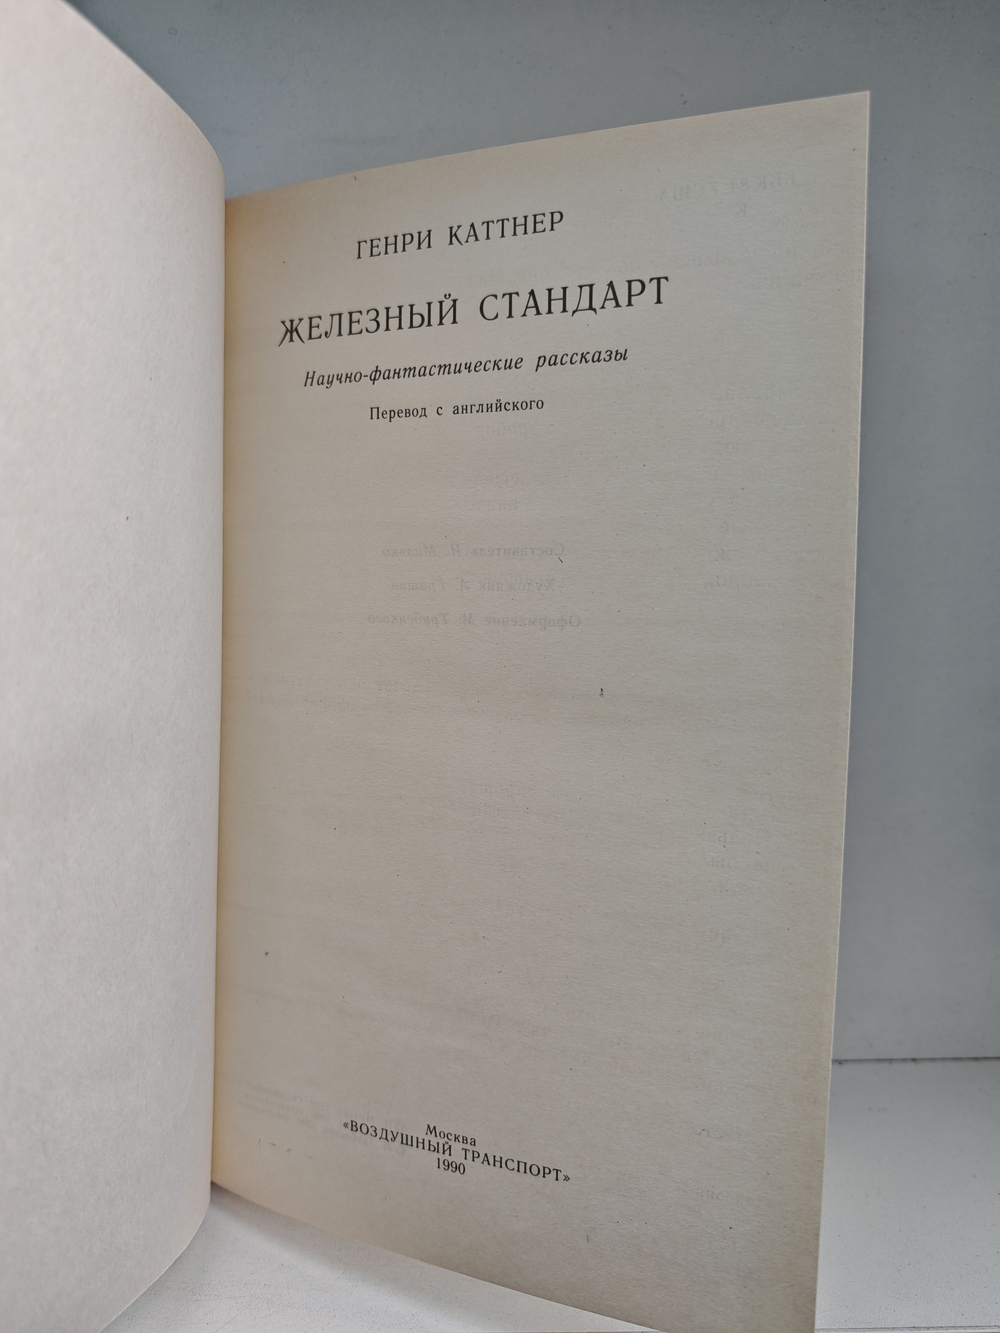 ГЕНРИ КАТТНЕР
ЖЕЛЕЗНЫЙ СТАНДАРТ
Научно-фантастические рассказы
Перевод с английского
Москва
«ВОЗДУШНЫЙ ТРАНСПОРТ»
1990